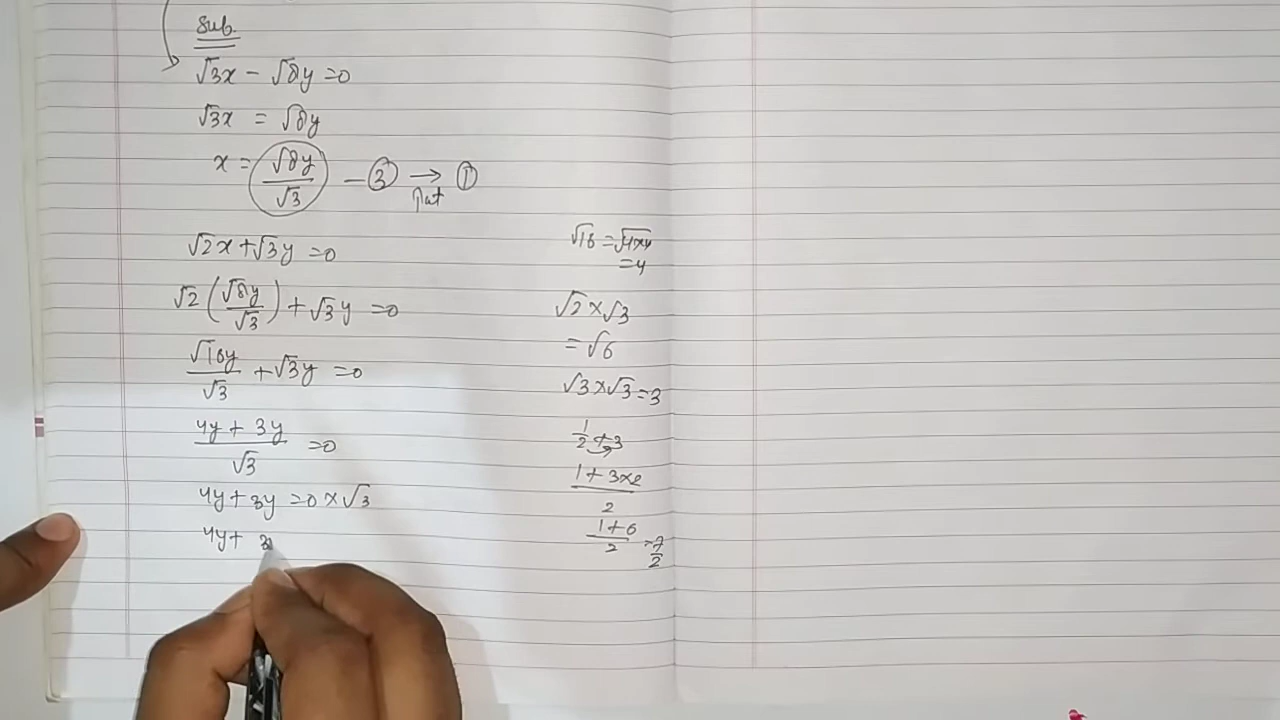 Sub.
√3x - √8y = 0
√3x = √8y
x = √8y/√3 — ③ → ①
Put
√2x + √3y = 0
√2(√8y/√3) + √3y = 0
√16y/√3 + √3y = 0
4y + 3y/√3 = 0
4y + 3y = 0 × √3
4y + 3
√16 = √4×4
= 4
√2 × √3
= √6
√3 × √3 = 3
1/2 + 3
1 + 3×2/2
1 + 6/2 = 7/2